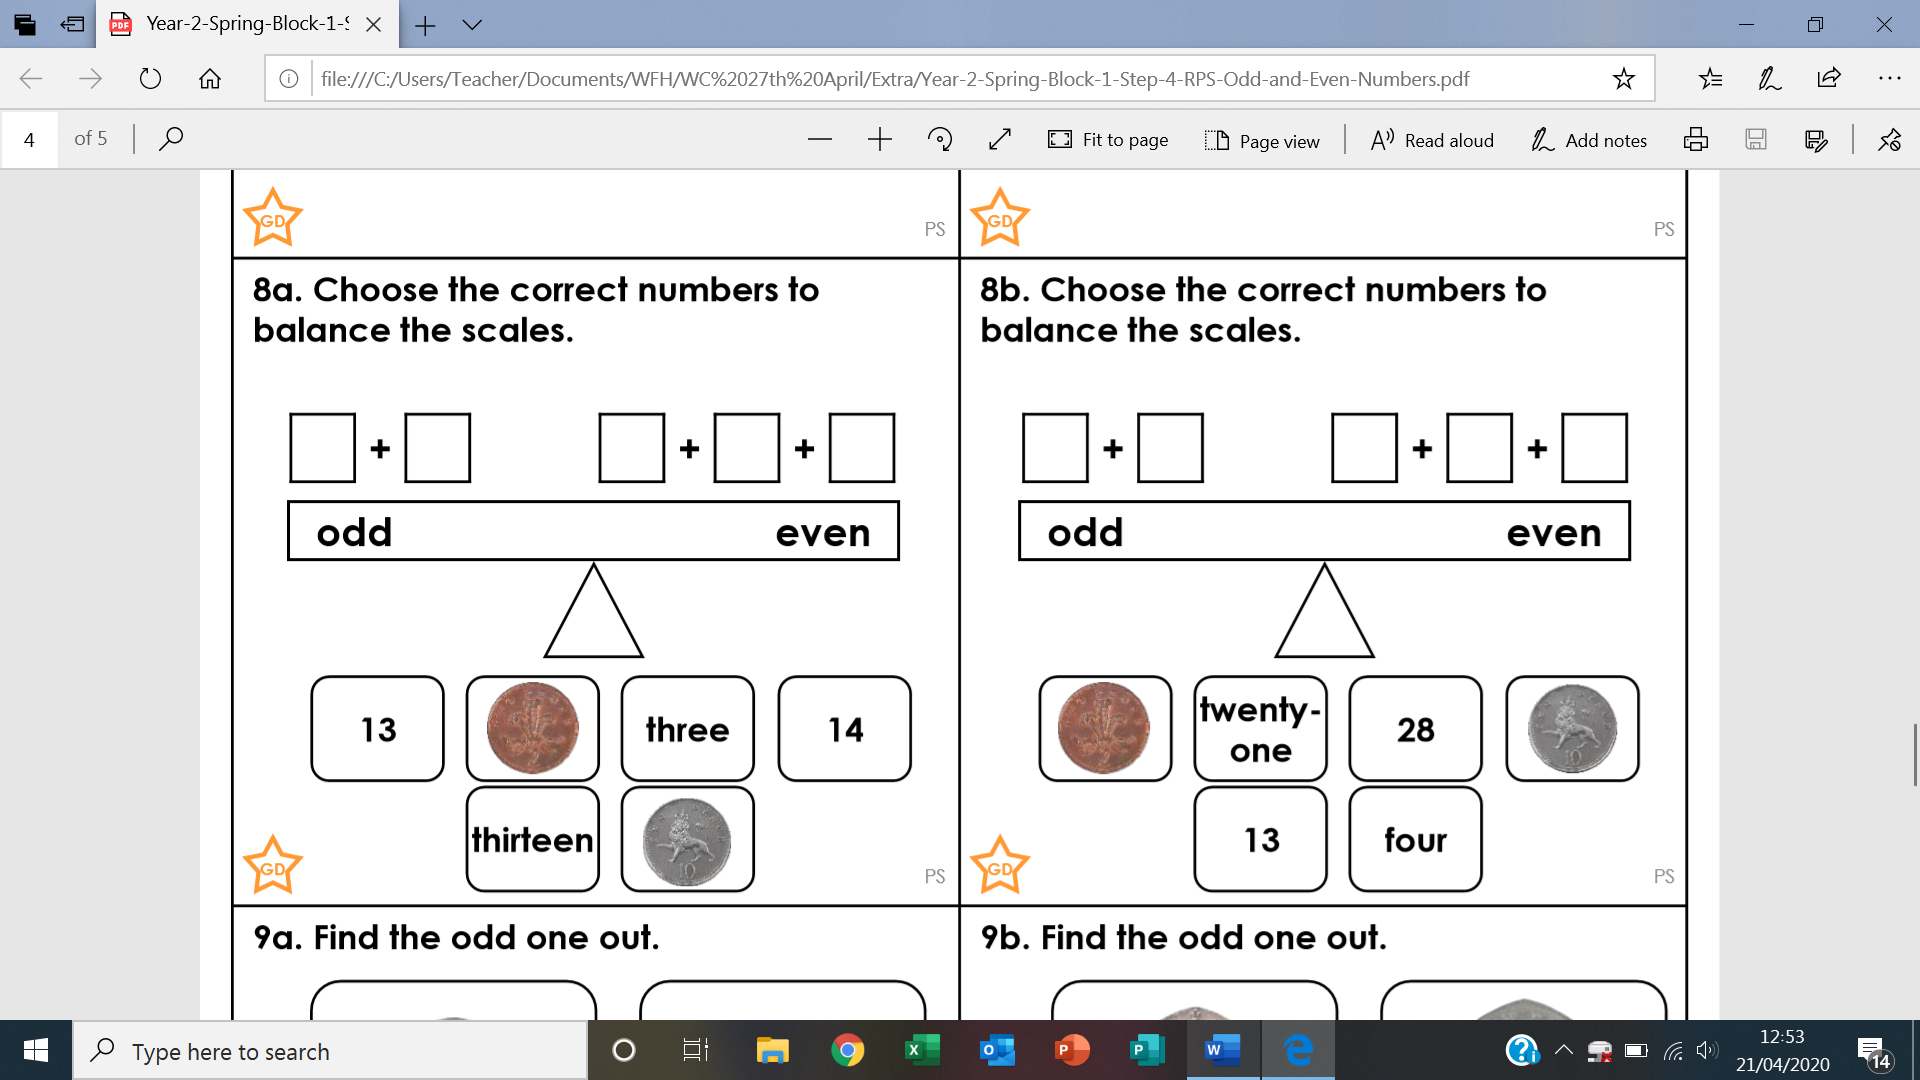 Year-2-Spring-Block-1-S
file:///C:/Users/Teacher/Documents/WFH/WC%2027th%20April/Extra/Year-2-Spring-Block-1-Step-4-RPS-Odd-and-Even-Numbers.pdf
4 of 5
Fit to page
Page view
Read aloud
Add notes
GD
PS
GD
PS
8a. Choose the correct numbers to
balance the scales.
+ + +
odd even
13 three 14
thirteen 10
GD
PS
8b. Choose the correct numbers to
balance the scales.
+ + +
odd even
twenty-
one
28 10
13 four
GD
PS
9a. Find the odd one out.
9b. Find the odd one out.
Type here to search
12:53
21/04/2020
14